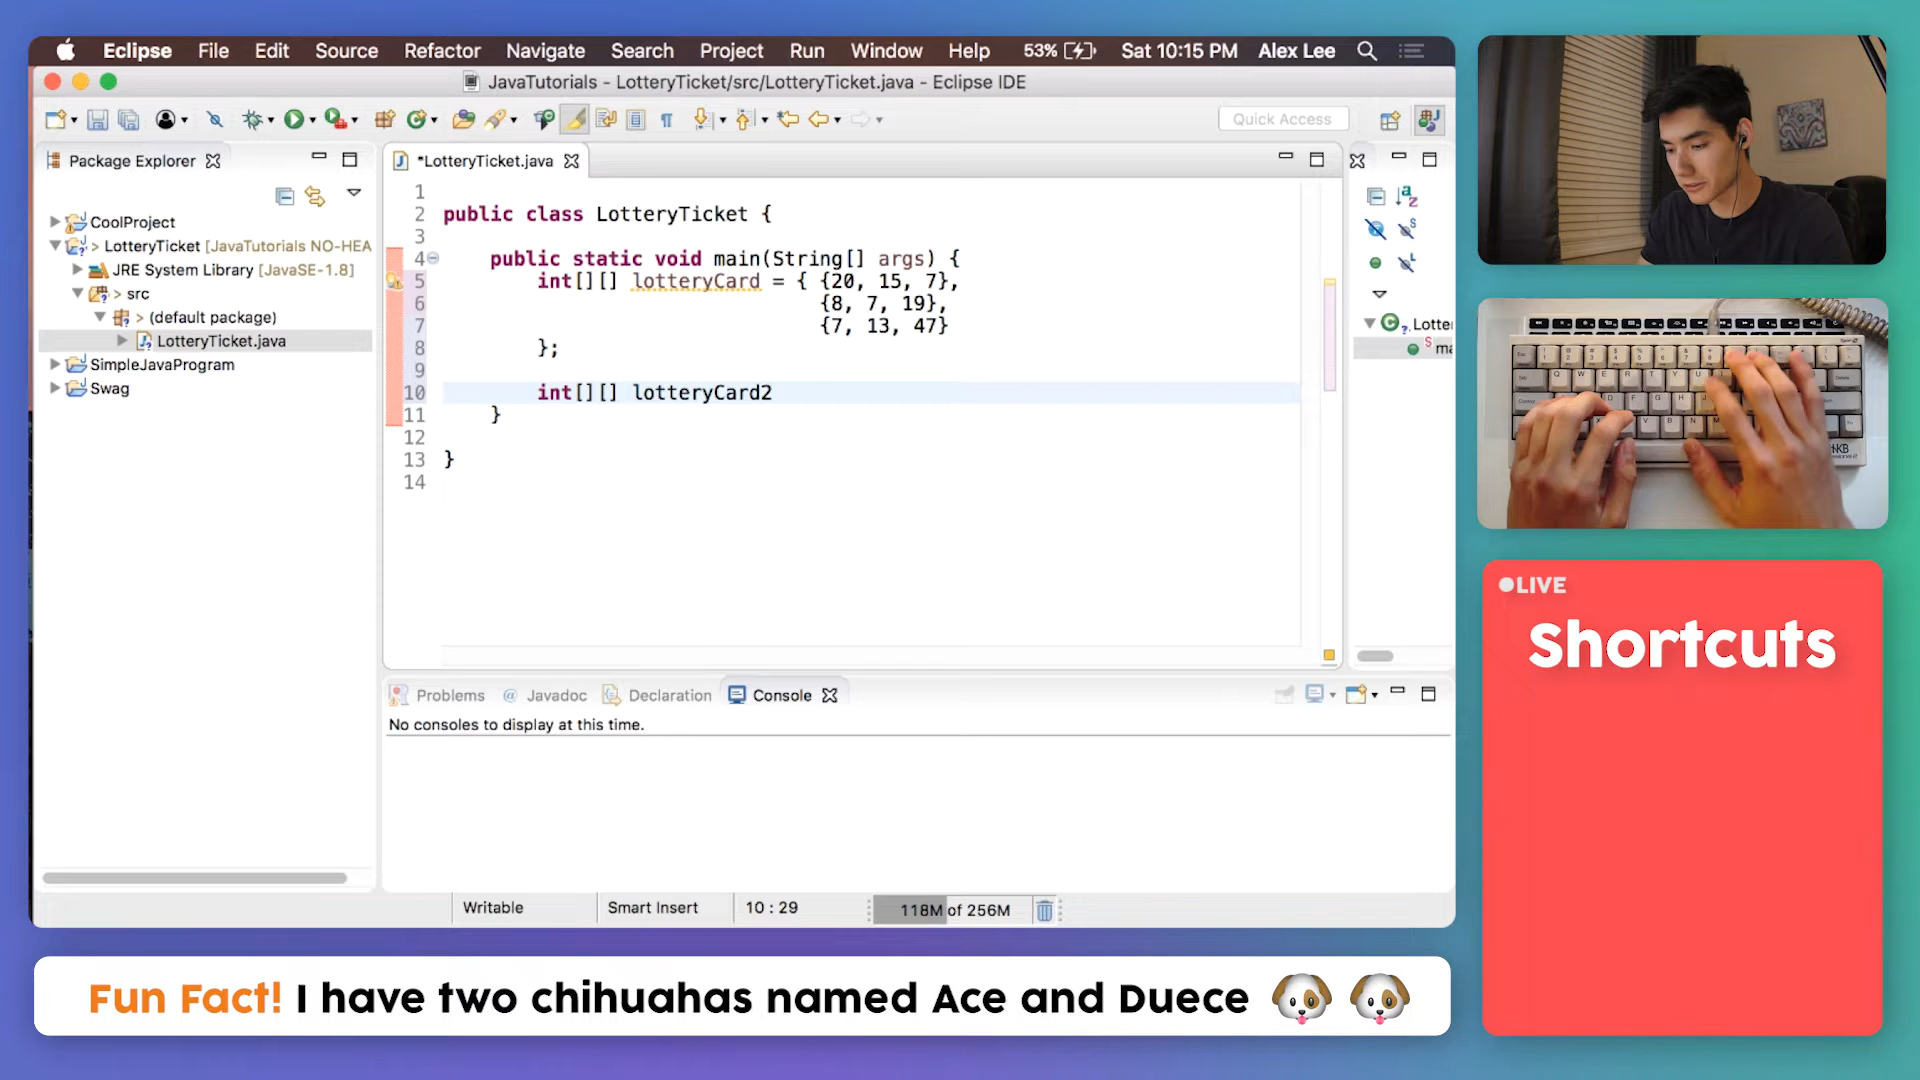 Eclipse File Edit Source Refactor Navigate Search Project Run Window Help 53% Sat 10:15 PM Alex Lee
JavaTutorials - LotteryTicket/src/LotteryTicket.java - Eclipse IDE
Quick Access
Package Explorer
CoolProject
> LotteryTicket [JavaTutorials NO-HEA
JRE System Library [JavaSE-1.8]
> src
> (default package)
LotteryTicket.java
SimpleJavaProgram
Swag
*LotteryTicket.java
1
2 public class LotteryTicket {
3
4 public static void main(String[] args) {
5 int[][] lotteryCard = { {20, 15, 7},
6 {8, 7, 19},
7 {7, 13, 47}
8 };
9
10 int[][] lotteryCard2
11 }
12
13 }
14
Lotte
ma
Problems @ Javadoc Declaration Console
No consoles to display at this time.
Writable Smart Insert 10 : 29 118M of 256M
Fun Fact! I have two chihuahas named Ace and Duece
LIVE
Shortcuts